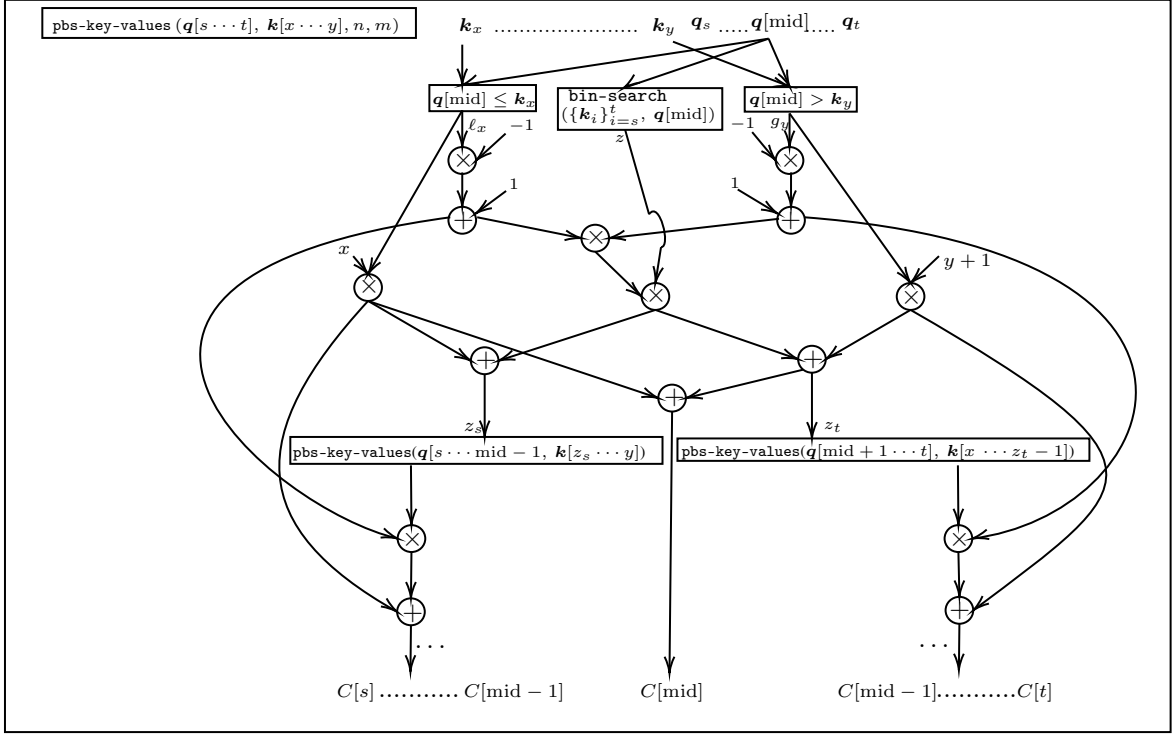 pbs-key-values (q[s ⋯ t], k[x ⋯ y], n, m)
k_x ........................ k_y q_s .....q[mid]..... q_t
q[mid] ≤ k_x
bin-search
({k_i}_{i=s}^t, q[mid])
q[mid] > k_y
ℓ_x −1
z
−1 g_y
×
×
1
1
+
+
×
x
y + 1
×
×
×
+
+
+
z_s
z_t
pbs-key-values(q[s ⋯ mid − 1, k[z_s ⋯ y])
pbs-key-values(q[mid + 1 ⋯ t], k[x ⋯ z_t − 1])
×
×
+
+
...
...
C[s] ........... C[mid − 1]
C[mid]
C[mid − 1]...........C[t]